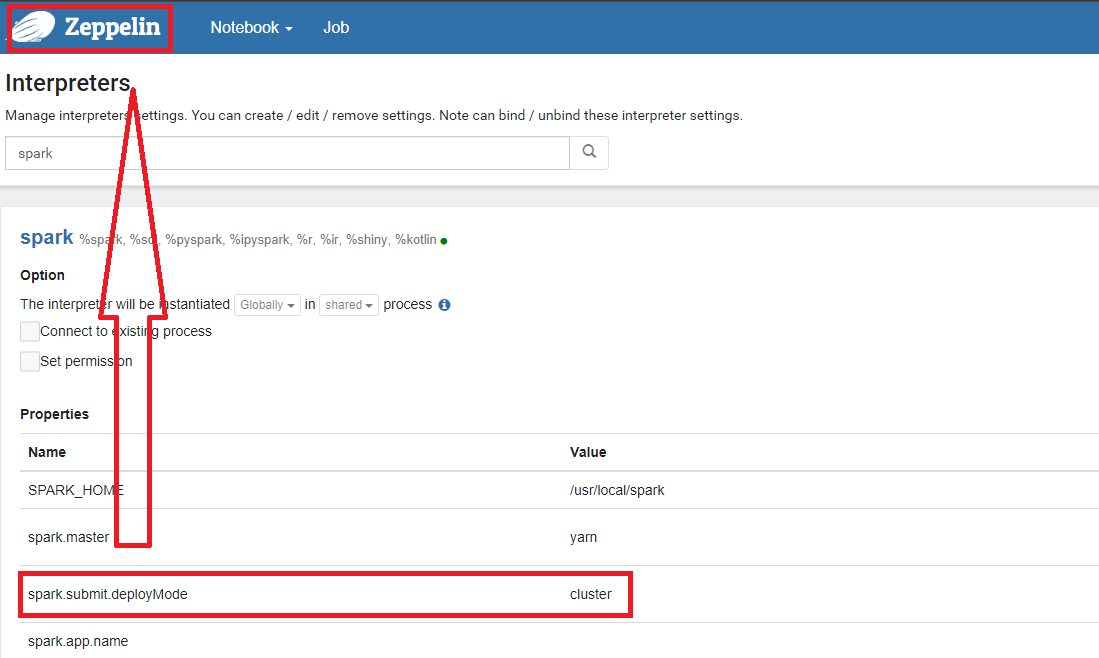 Zeppelin Notebook Job
Interpreters
Manage interpreters settings. You can create / edit / remove settings. Note can bind / unbind these interpreter settings.
spark
spark %spark, %sql, %pyspark, %ipyspark, %r, %ir, %shiny, %kotlin
Option
The interpreter will be instantiated Globally in shared process
Connect to existing process
Set permission
Properties
Name Value
SPARK_HOME /usr/local/spark
spark.master yarn
spark.submit.deployMode cluster
spark.app.name